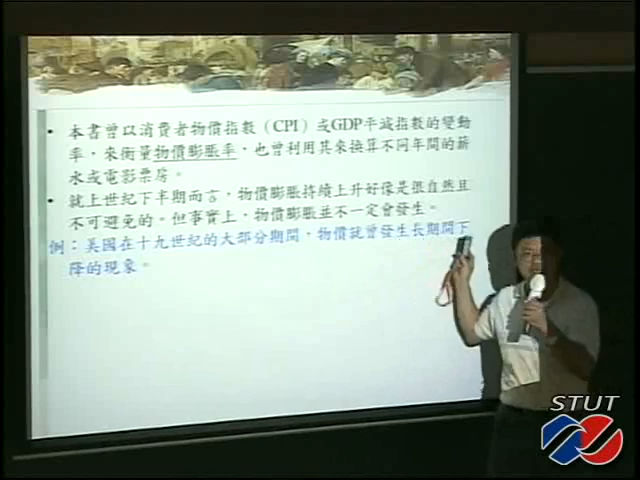 • 本書曾以消費者物價指數（CPI）或GDP平減指數的變動
率，來衡量物價膨脹率，也曾利用其來換算不同年間的薪
水或電影票房。
• 就上世紀下半期而言，物價膨脹持續上升好像是很自然且
不可避免的。但事實上，物價膨脹並不一定會發生。
例：美國在十九世紀的大部分期間，物價就曾發生長期間下
降的現象。
STUT